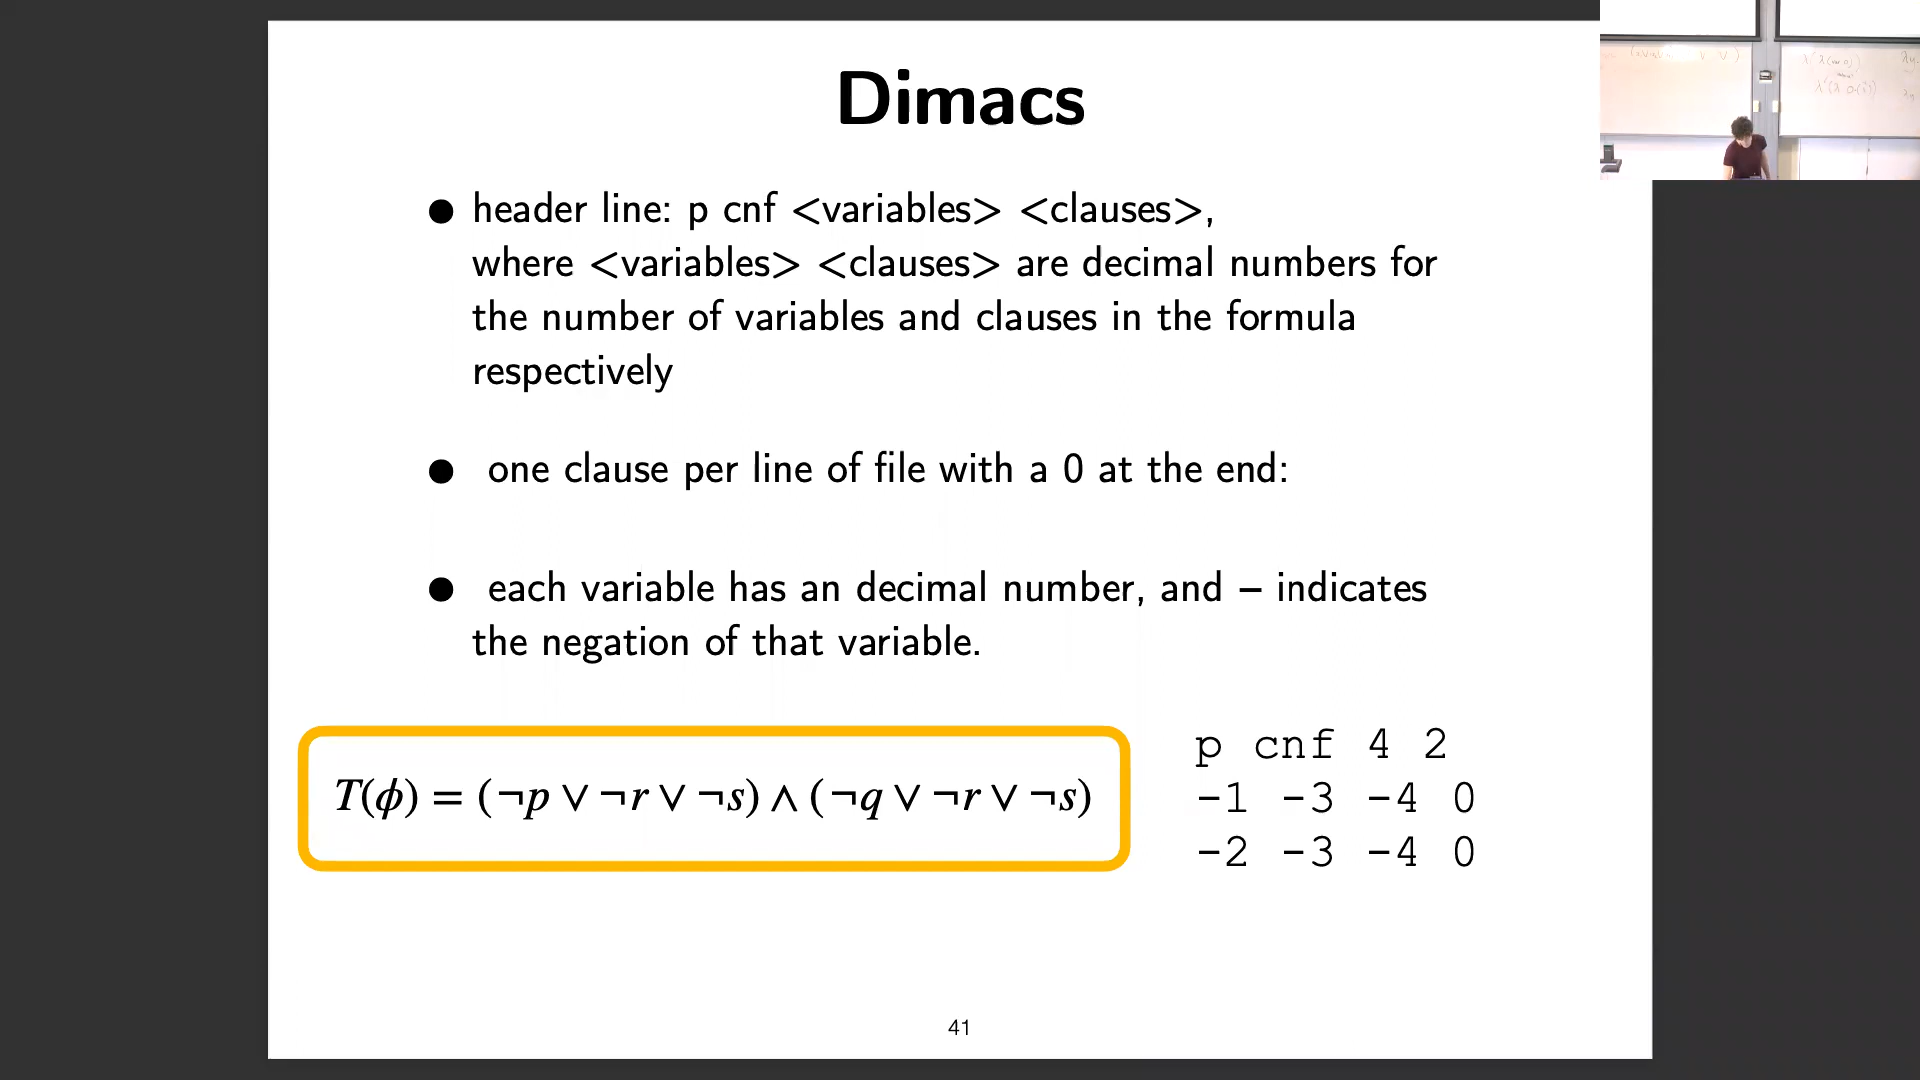 Dimacs
● header line: p cnf <variables> <clauses>,
where <variables> <clauses> are decimal numbers for
the number of variables and clauses in the formula
respectively
● one clause per line of file with a 0 at the end:
● each variable has an decimal number, and – indicates
the negation of that variable.
T(ϕ) = (¬p ∨ ¬r ∨ ¬s) ∧ (¬q ∨ ¬r ∨ ¬s)
p cnf 4 2
-1 -3 -4 0
-2 -3 -4 0
41